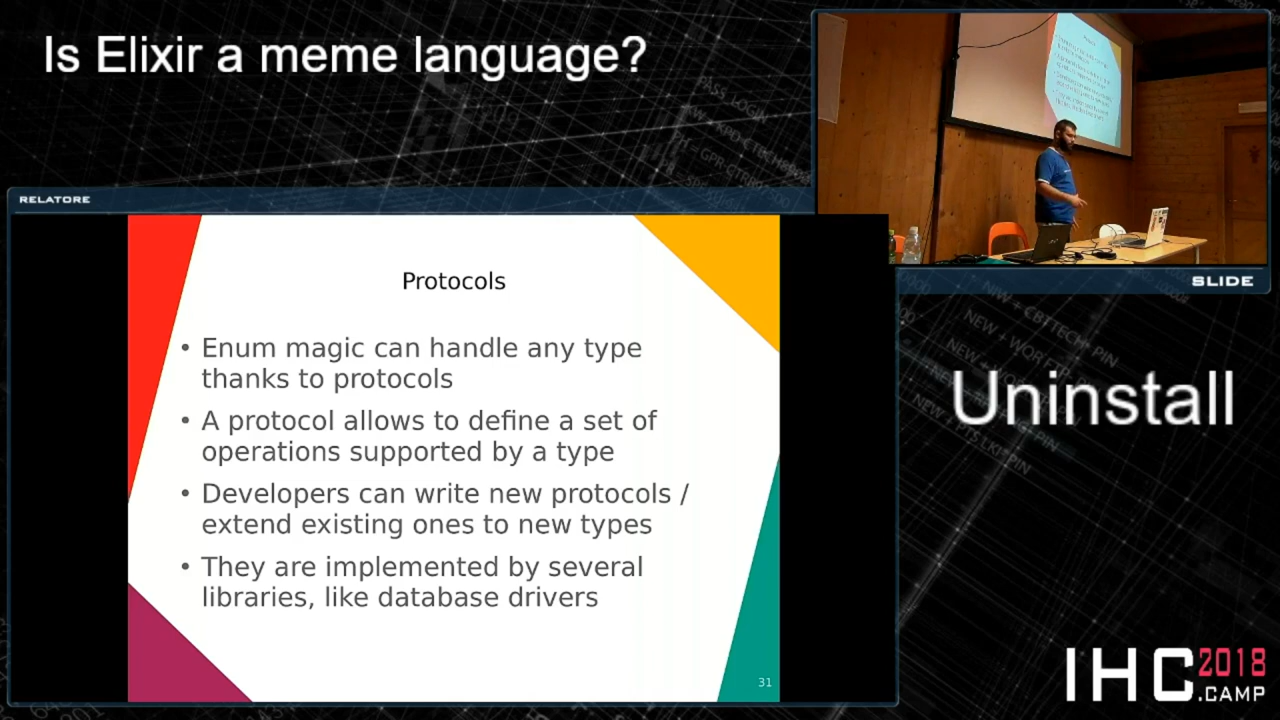 Is Elixir a meme language?
RELATORE
SLIDE
Protocols
• Enum magic can handle any type
thanks to protocols
• A protocol allows to define a set of
operations supported by a type
• Developers can write new protocols /
extend existing ones to new types
• They are implemented by several
libraries, like database drivers
31
Uninstall
IHC 2018
.CAMP